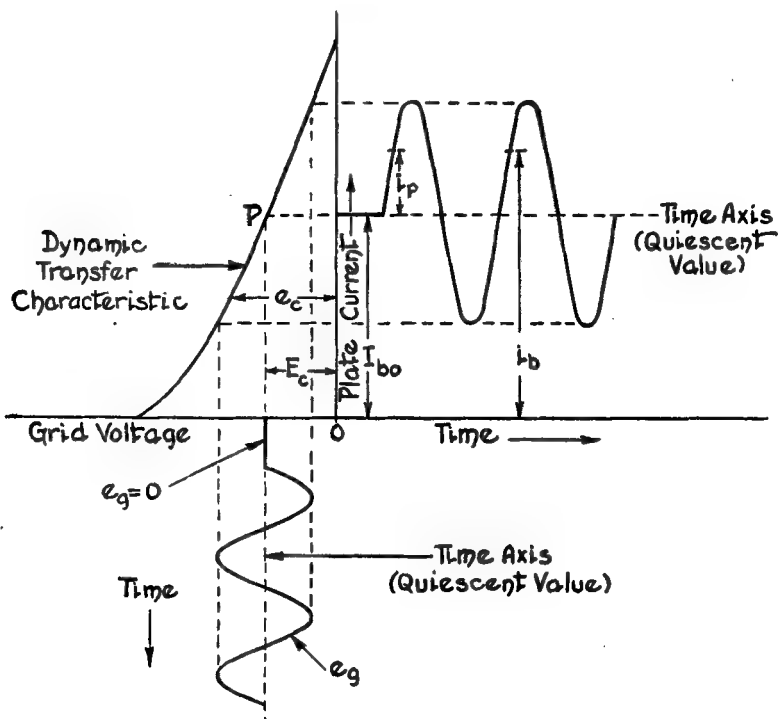 P
Dynamic
Transfer
Characteristic
e_c
E_c
Plate Current
i_p
I_bo
i_b
Time Axis
(Quiescent
Value)
Grid Voltage
0
Time
e_g=0
Time Axis
(Quiescent Value)
Time
e_g